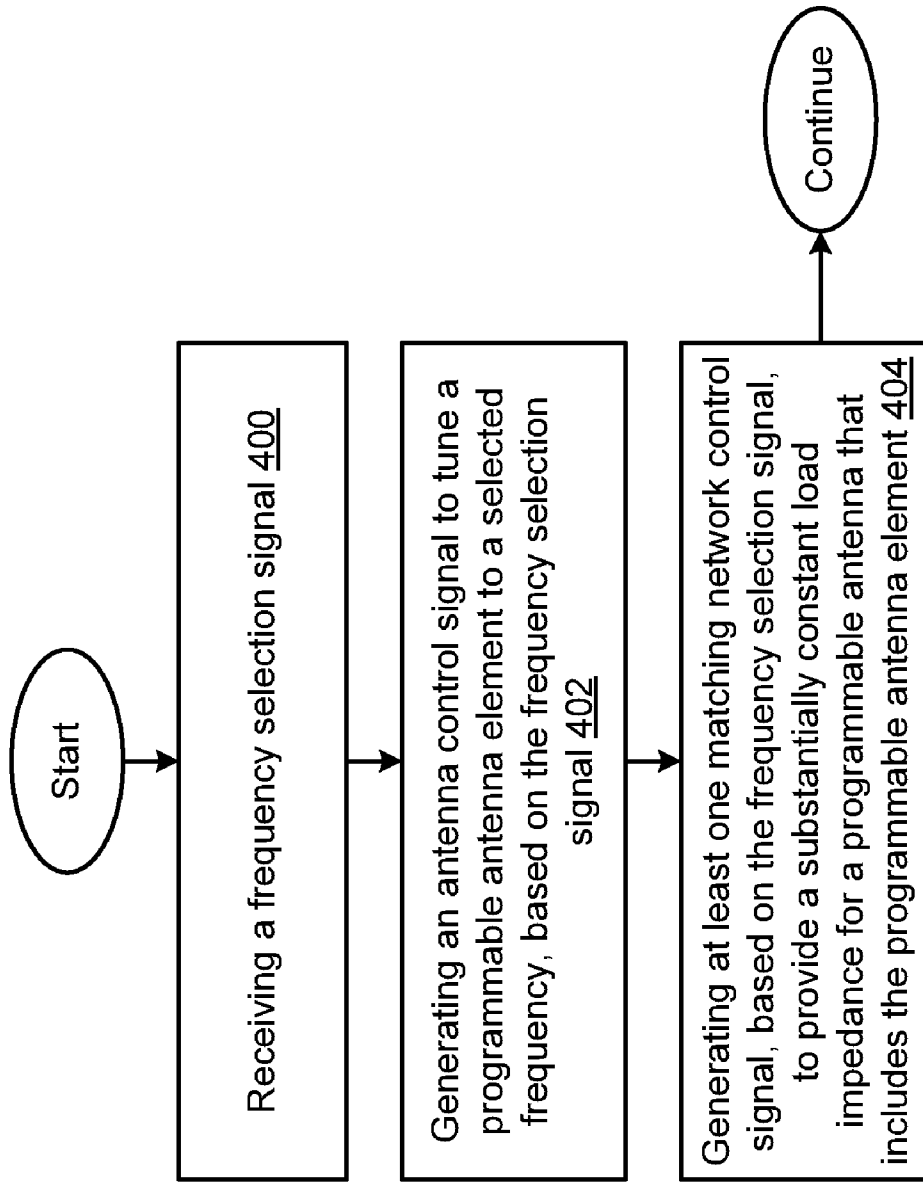 Start
Receiving a frequency selection signal 400
Generating an antenna control signal to tune a
programmable antenna element to a selected
frequency, based on the frequency selection
signal 402
Generating at least one matching network control
signal, based on the frequency selection signal,
to provide a substantially constant load
impedance for a programmable antenna that
includes the programmable antenna element 404
Continue